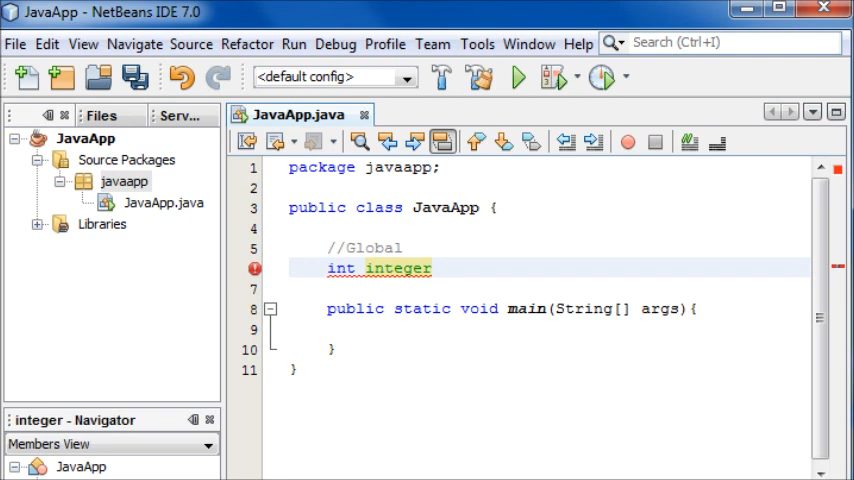 JavaApp - NetBeans IDE 7.0
File Edit View Navigate Source Refactor Run Debug Profile Team Tools Window Help Search (Ctrl+I)
<default config>
Files Serv... JavaApp.java
JavaApp
Source Packages
javaapp
JavaApp.java
Libraries
1 package javaapp;
2
3 public class JavaApp {
4
5 //Global
int integer
7
8 public static void main(String[] args){
9
10 }
11 }
integer - Navigator
Members View
JavaApp